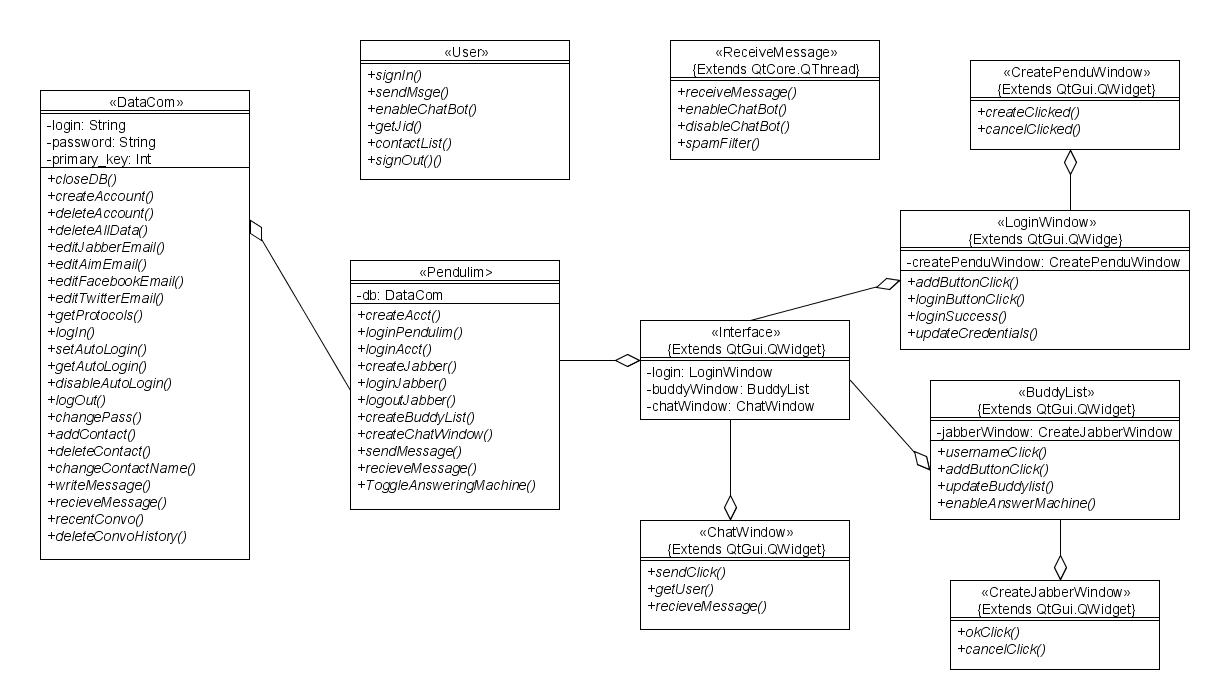 «DataCom»
-login: String
-password: String
-primary_key: Int
+closeDB()
+createAccount()
+deleteAccount()
+deleteAllData()
+editJabberEmail()
+editAimEmail()
+editFacebookEmail()
+editTwitterEmail()
+getProtocols()
+logIn()
+setAutoLogin()
+getAutoLogin()
+disableAutoLogin()
+logOut()
+changePass()
+addContact()
+deleteContact()
+changeContactName()
+writeMessage()
+recieveMessage()
+recentConvo()
+deleteConvoHistory()
«User»
+signIn()
+sendMsge()
+enableChatBot()
+getJid()
+contactList()
+signOut()()
«Pendulim>
-db: DataCom
+createAcct()
+loginPendulim()
+loginAcct()
+createJabber()
+loginJabber()
+logoutJabber()
+createBuddyList()
+createChatWindow()
+sendMessage()
+recieveMessage()
+ToggleAnsweringMachine()
«ReceiveMessage»
{Extends QtCore.QThread}
+receiveMessage()
+enableChatBot()
+disableChatBot()
+spamFilter()
«Interface»
{Extends QtGui.QWidget}
-login: LoginWindow
-buddyWindow: BuddyList
-chatWindow: ChatWindow
«ChatWindow»
{Extends QtGui.QWidget}
+sendClick()
+getUser()
+recieveMessage()
«CreatePenduWindow»
{Extends QtGui.QWidget}
+createClicked()
+cancelClicked()
«LoginWindow»
{Extends QtGui.QWidge}
-createPenduWindow: CreatePenduWindow
+addButtonClick()
+loginButtonClick()
+loginSuccess()
+updateCredentials()
«BuddyList»
{Extends QtGui.QWidget}
-jabberWindow: CreateJabberWindow
+usernameClick()
+addButtonClick()
+updateBuddylist()
+enableAnswerMachine()
«CreateJabberWindow»
{Extends QtGui.QWidget}
+okClick()
+cancelClick()